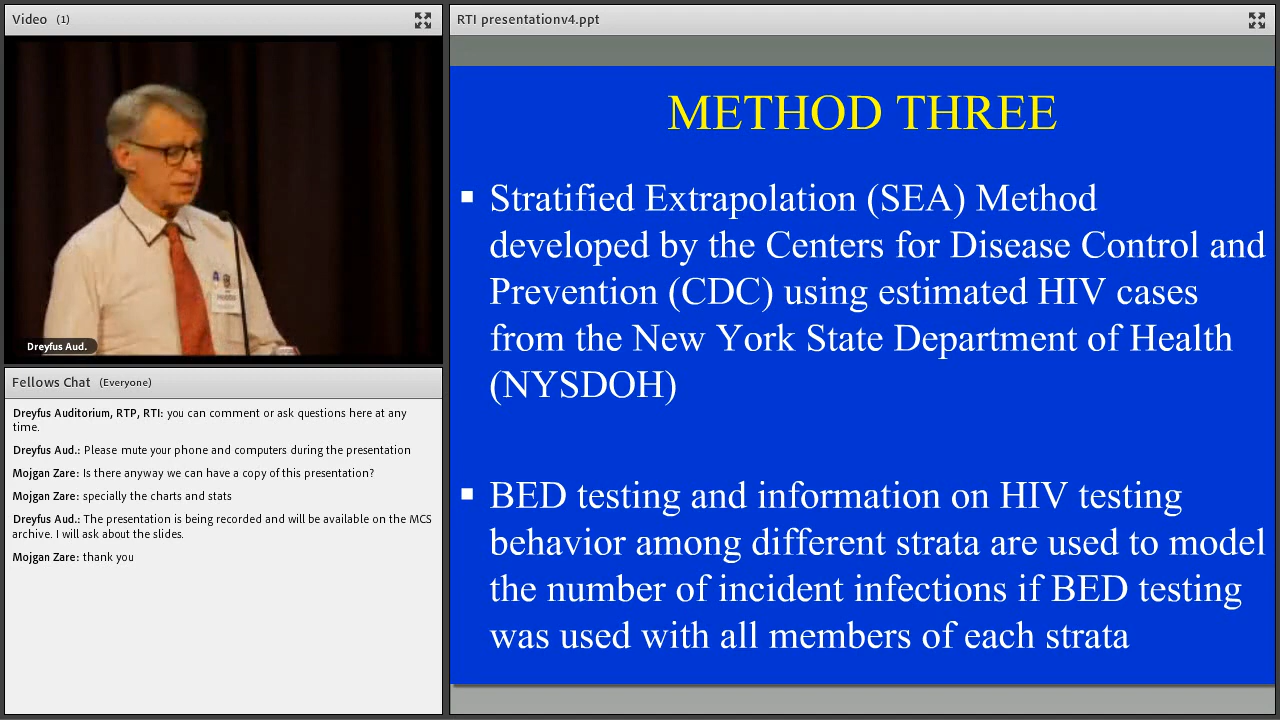 Video (1)
Dreyfus Aud.
Fellows Chat (Everyone)
Dreyfus Auditorium, RTP, RTI: you can comment or ask questions here at any
time.
Dreyfus Aud.: Please mute your phone and computers during the presentation
Mojgan Zare: Is there anyway we can have a copy of this presentation?
Mojgan Zare: specially the charts and stats
Dreyfus Aud.: The presentation is being recorded and will be available on the MCS
archive. I will ask about the slides.
Mojgan Zare: thank you
RTI presentationv4.ppt
METHOD THREE
▪ Stratified Extrapolation (SEA) Method
developed by the Centers for Disease Control and
Prevention (CDC) using estimated HIV cases
from the New York State Department of Health
(NYSDOH)
▪ BED testing and information on HIV testing
behavior among different strata are used to model
the number of incident infections if BED testing
was used with all members of each strata